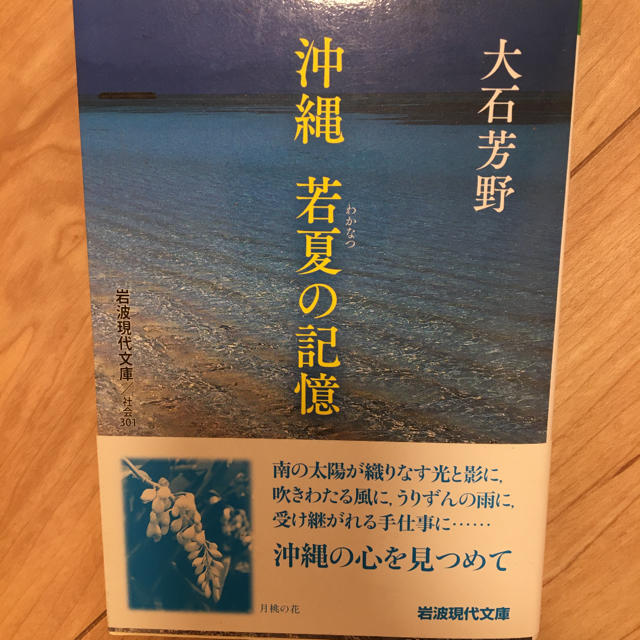 大石芳野
沖縄 若夏の記憶
わかなつ
岩波現代文庫／社会301
南の太陽が織りなす光と影に,
吹きわたる風に,うりずんの雨に,
受け継がれる手仕事に……
沖縄の心を見つめて
月桃の花
岩波現代文庫